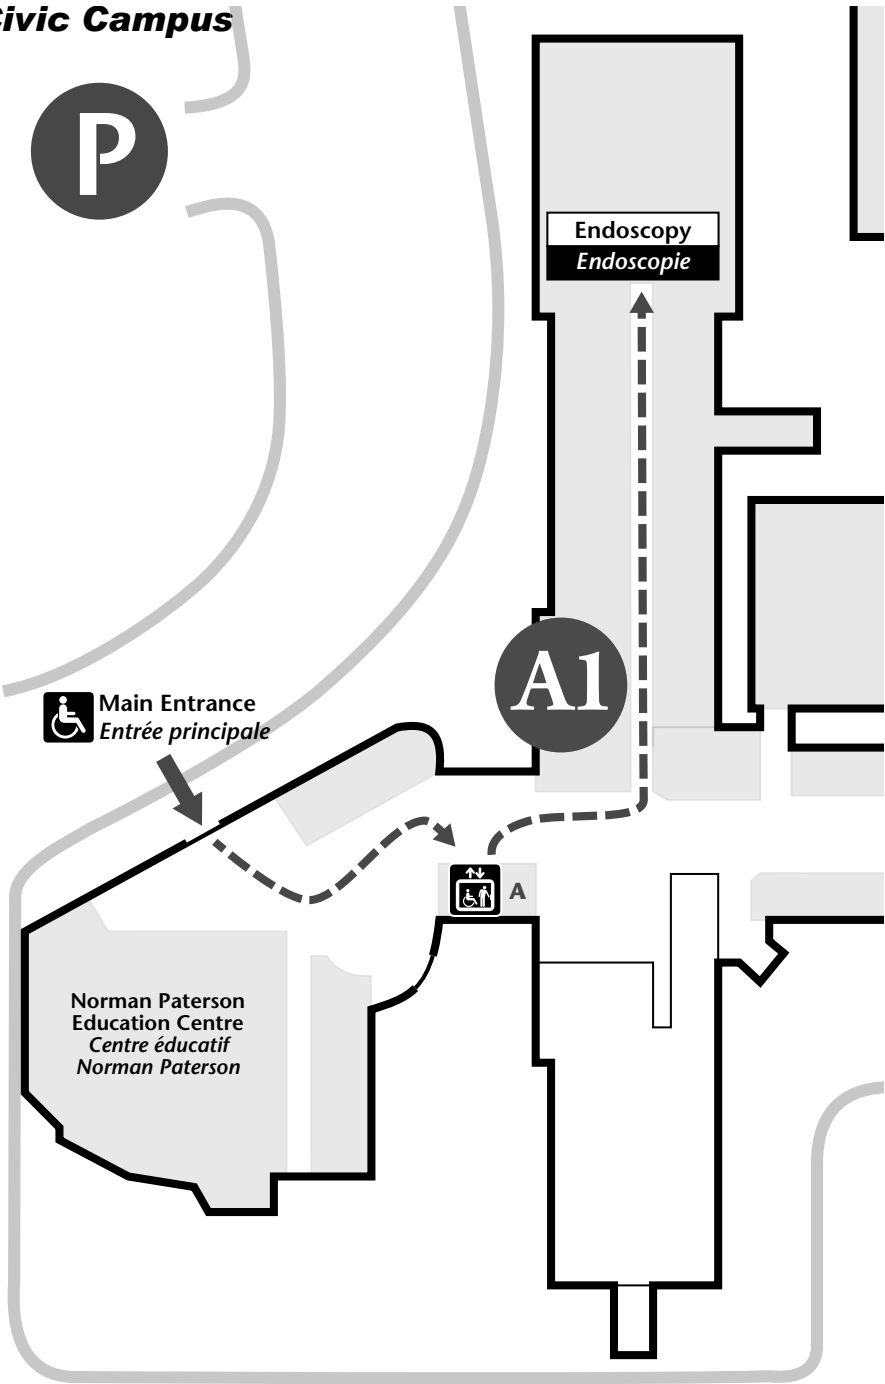 Civic Campus
P
Endoscopy
Endoscopie
A1
Main Entrance
Entrée principale
A
Norman Paterson
Education Centre
Centre éducatif
Norman Paterson